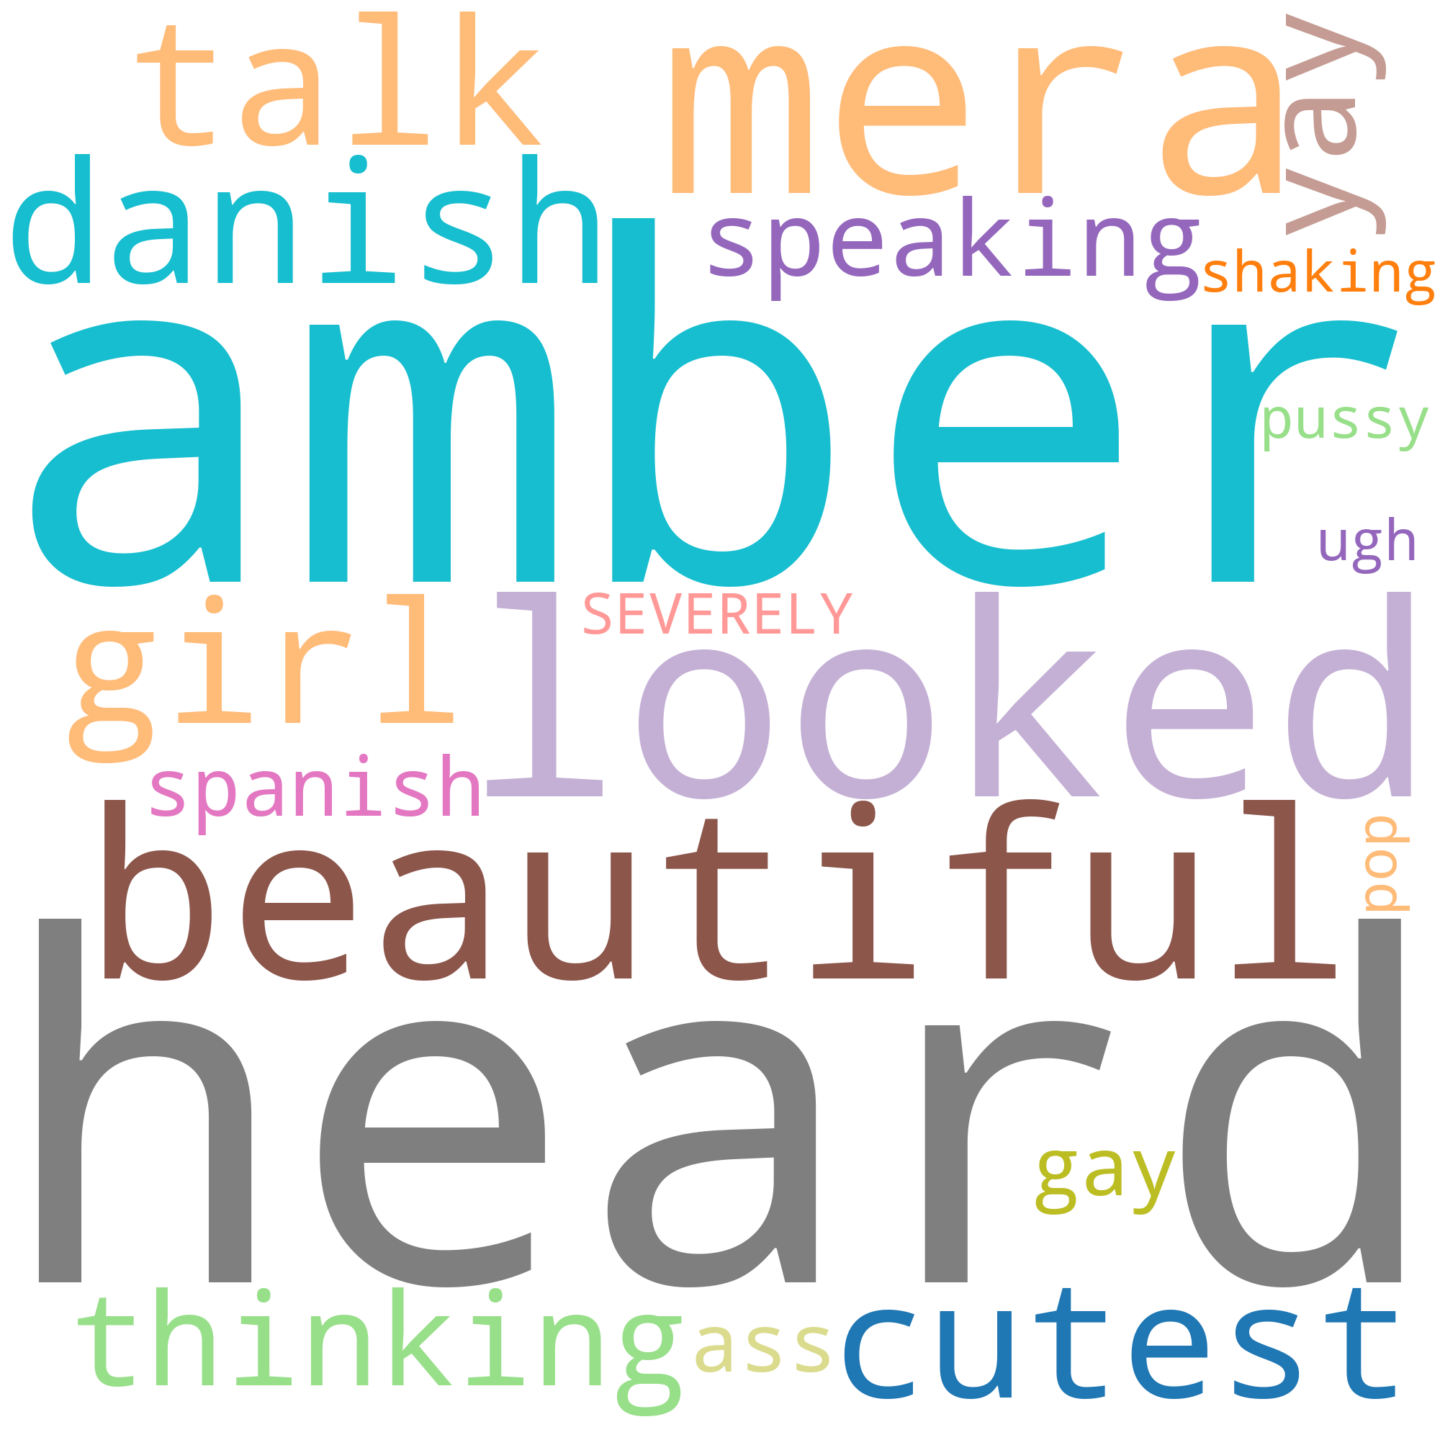 talk mera yay
danish speaking
shaking
amber
pussy
ugh
SEVERELY
girl looked
spanish
beautiful pop
heard
gay
thinking ass cutest